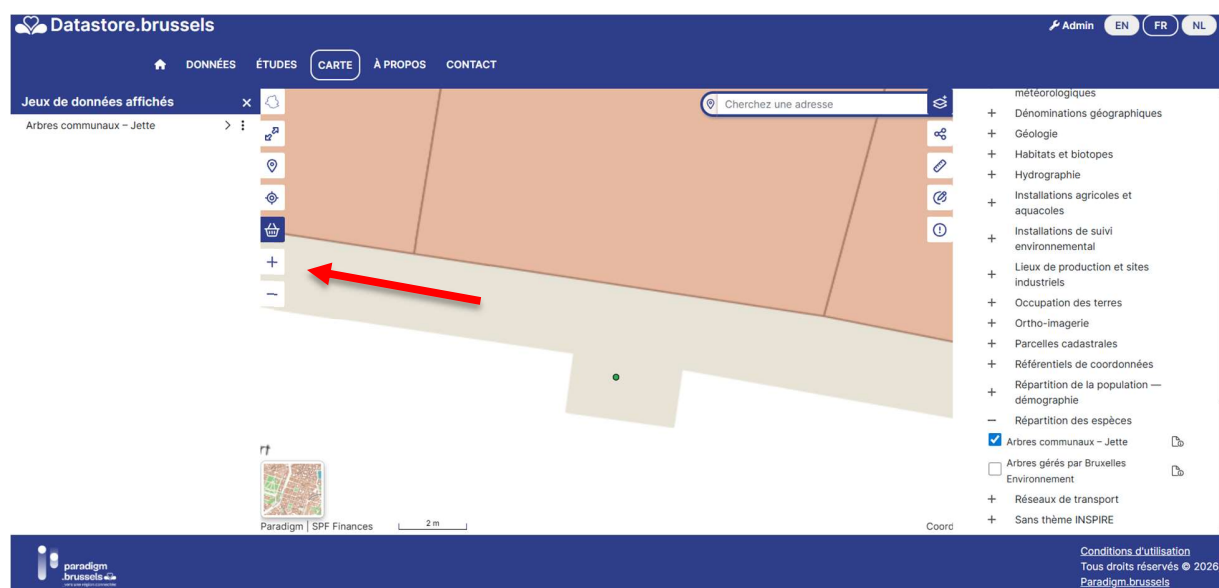 Datastore.brussels
Admin EN FR NL
DONNÉES ÉTUDES CARTE À PROPOS CONTACT
Jeux de données affichés
Arbres communaux – Jette
Cherchez une adresse
rt
Paradigm | SPF Finances
2 m
Coord
météorologiques
Dénominations géographiques
Géologie
Habitats et biotopes
Hydrographie
Installations agricoles et
aquacoles
Installations de suivi
environnemental
Lieux de production et sites
industriels
Occupation des terres
Ortho-imagerie
Parcelles cadastrales
Référentiels de coordonnées
Répartition de la population —
démographie
Répartition des espèces
Arbres communaux – Jette
Arbres gérés par Bruxelles
Environnement
Réseaux de transport
Sans thème INSPIRE
paradigm
.brussels
Conditions d'utilisation
Tous droits réservés © 2026
Paradigm.brussels